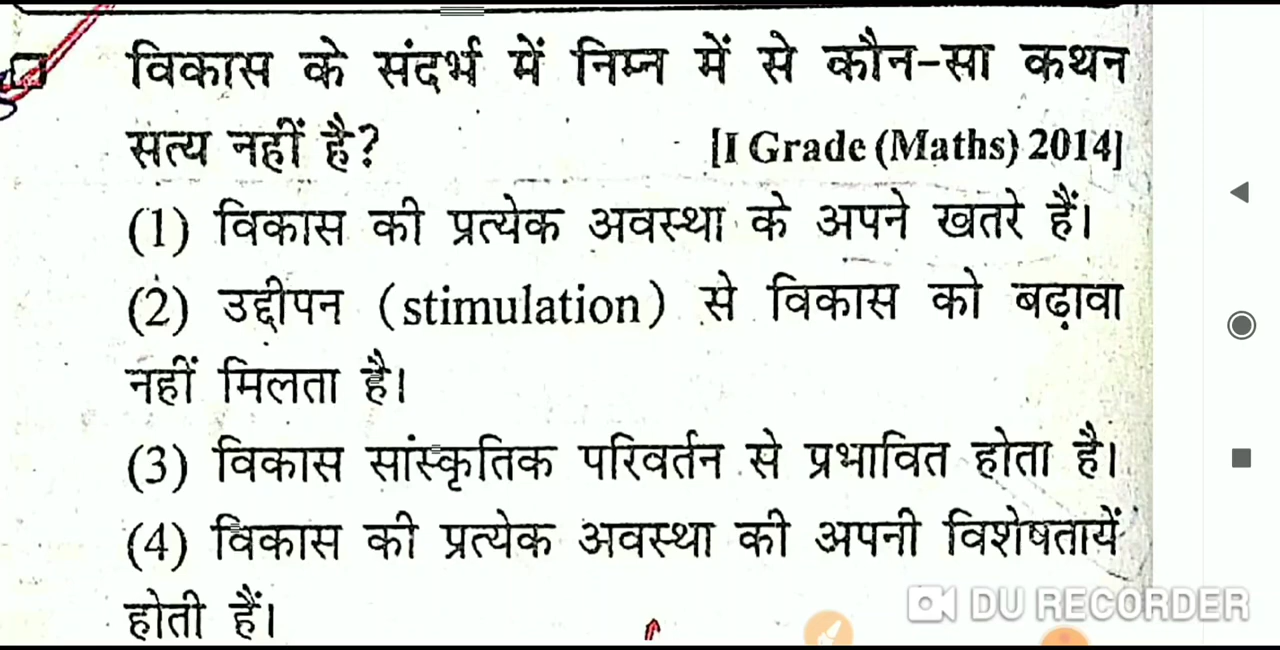 विकास के संदर्भ में निम्न में से कौन-सा कथन
सत्य नहीं है? [I Grade (Maths) 2014]
(1) विकास की प्रत्येक अवस्था के अपने खतरे हैं।
(2) उद्दीपन (stimulation) से विकास को बढ़ावा
नहीं मिलता है।
(3) विकास सांस्कृतिक परिवर्तन से प्रभावित होता है।
(4) विकास की प्रत्येक अवस्था की अपनी विशेषतायें
होती हैं।
DU RECORDER